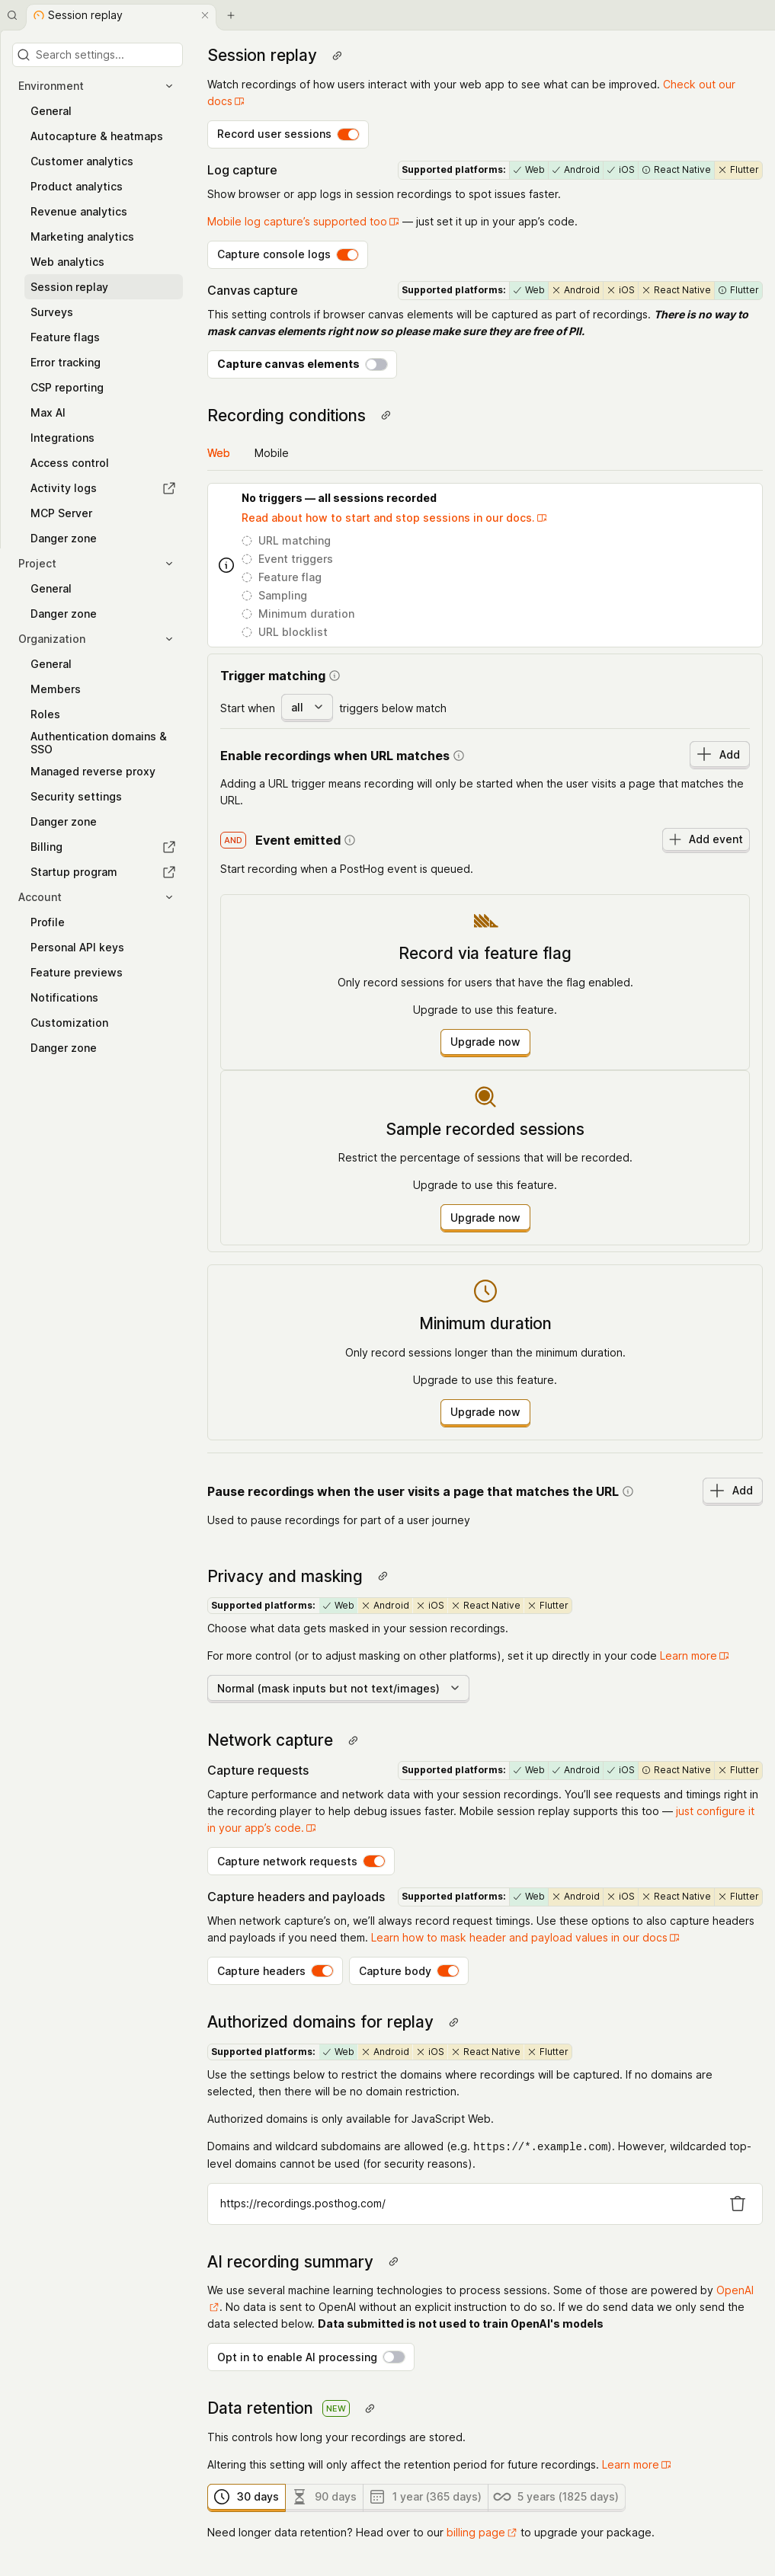 Session replay
Search settings...
Environment
General
Autocapture & heatmaps
Customer analytics
Product analytics
Revenue analytics
Marketing analytics
Web analytics
Session replay
Surveys
Feature flags
Error tracking
CSP reporting
Max AI
Integrations
Access control
Activity logs
MCP Server
Danger zone
Project
General
Danger zone
Organization
General
Members
Roles
Authentication domains &
SSO
Managed reverse proxy
Security settings
Danger zone
Billing
Startup program
Account
Profile
Personal API keys
Feature previews
Notifications
Customization
Danger zone
Session replay
Watch recordings of how users interact with your web app to see what can be improved. Check out our
docs
Record user sessions
Log capture
Supported platforms: Web Android iOS React Native Flutter
Show browser or app logs in session recordings to spot issues faster.
Mobile log capture’s supported too — just set it up in your app’s code.
Capture console logs
Canvas capture
Supported platforms: Web Android iOS React Native Flutter
This setting controls if browser canvas elements will be captured as part of recordings. There is no way to
mask canvas elements right now so please make sure they are free of PII.
Capture canvas elements
Recording conditions
Web Mobile
No triggers — all sessions recorded
Read about how to start and stop sessions in our docs.
URL matching
Event triggers
Feature flag
Sampling
Minimum duration
URL blocklist
Trigger matching
Start when all triggers below match
Enable recordings when URL matches
Add
Adding a URL trigger means recording will only be started when the user visits a page that matches the
URL.
AND Event emitted
Add event
Start recording when a PostHog event is queued.
Record via feature flag
Only record sessions for users that have the flag enabled.
Upgrade to use this feature.
Upgrade now
Sample recorded sessions
Restrict the percentage of sessions that will be recorded.
Upgrade to use this feature.
Upgrade now
Minimum duration
Only record sessions longer than the minimum duration.
Upgrade to use this feature.
Upgrade now
Pause recordings when the user visits a page that matches the URL
Add
Used to pause recordings for part of a user journey
Privacy and masking
Supported platforms: Web Android iOS React Native Flutter
Choose what data gets masked in your session recordings.
For more control (or to adjust masking on other platforms), set it up directly in your code Learn more
Normal (mask inputs but not text/images)
Network capture
Capture requests
Supported platforms: Web Android iOS React Native Flutter
Capture performance and network data with your session recordings. You’ll see requests and timings right in
the recording player to help debug issues faster. Mobile session replay supports this too — just configure it
in your app’s code.
Capture network requests
Capture headers and payloads
Supported platforms: Web Android iOS React Native Flutter
When network capture’s on, we’ll always record request timings. Use these options to also capture headers
and payloads if you need them. Learn how to mask header and payload values in our docs
Capture headers Capture body
Authorized domains for replay
Supported platforms: Web Android iOS React Native Flutter
Use the settings below to restrict the domains where recordings will be captured. If no domains are
selected, then there will be no domain restriction.
Authorized domains is only available for JavaScript Web.
Domains and wildcard subdomains are allowed (e.g. https://*.example.com). However, wildcarded top-
level domains cannot be used (for security reasons).
https://recordings.posthog.com/
AI recording summary
We use several machine learning technologies to process sessions. Some of those are powered by OpenAI
. No data is sent to OpenAI without an explicit instruction to do so. If we do send data we only send the
data selected below. Data submitted is not used to train OpenAI's models
Opt in to enable AI processing
Data retention NEW
This controls how long your recordings are stored.
Altering this setting will only affect the retention period for future recordings. Learn more
30 days 90 days 1 year (365 days) 5 years (1825 days)
Need longer data retention? Head over to our billing page to upgrade your package.